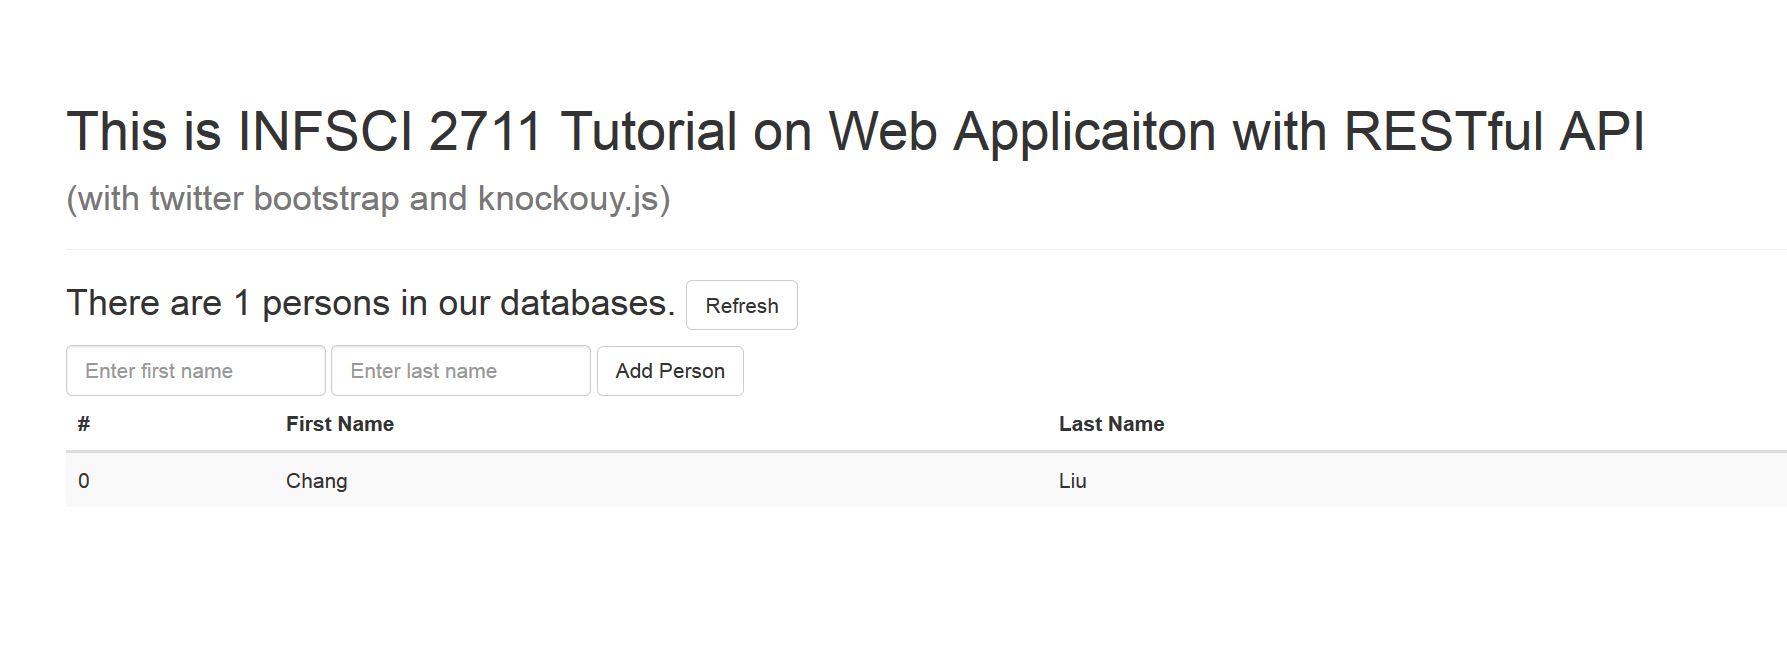 This is INFSCI 2711 Tutorial on Web Applicaiton with RESTful API
(with twitter bootstrap and knockouy.js)
There are 1 persons in our databases. Refresh
Enter first name Enter last name Add Person
# First Name Last Name
0 Chang Liu